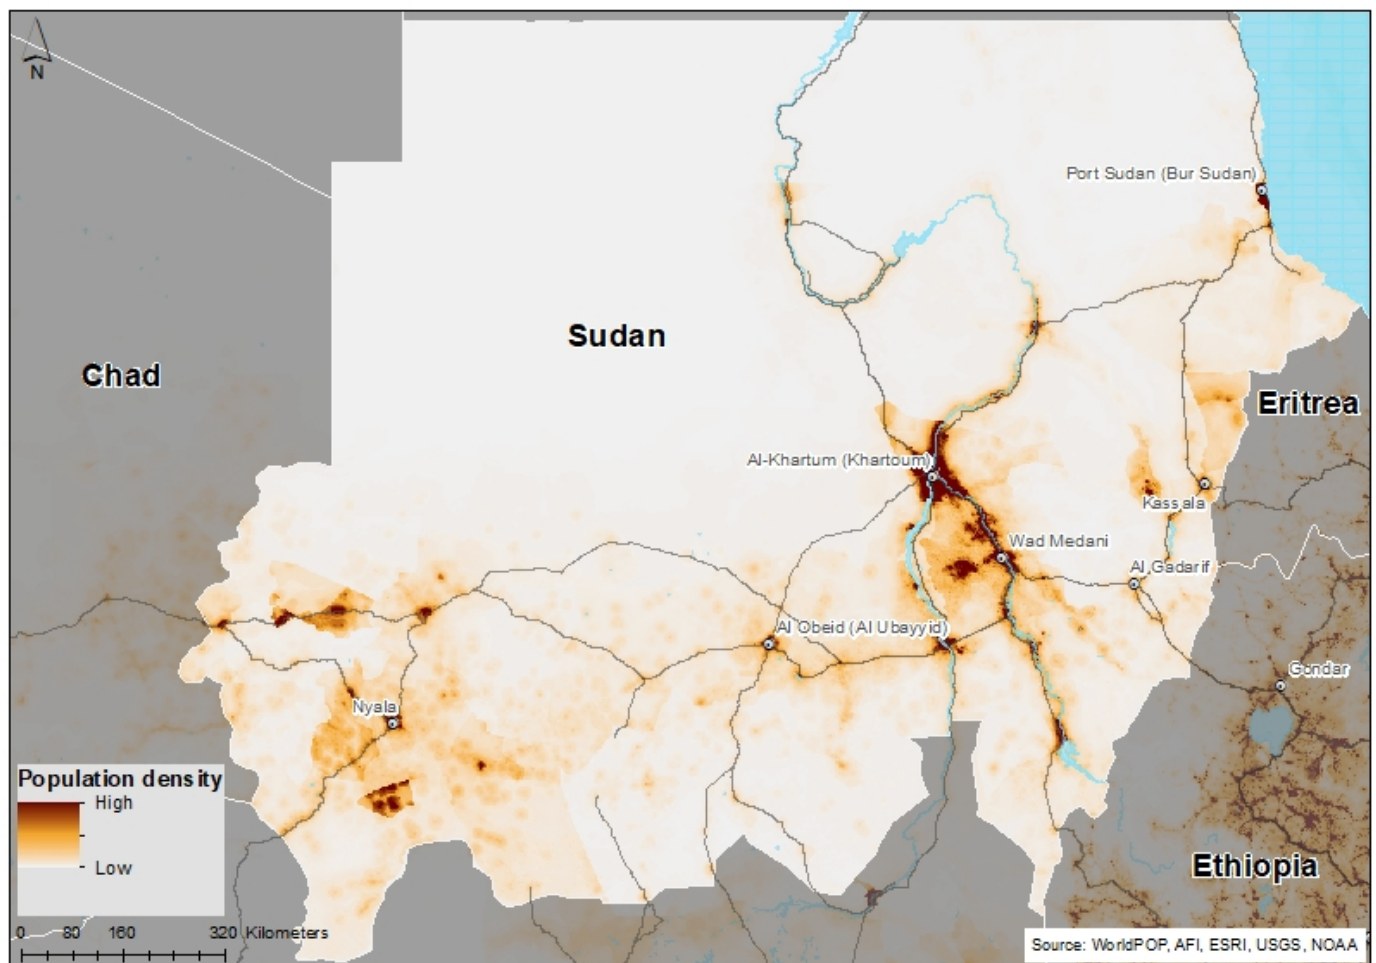 N
Port Sudan (Bur Sudan)
Sudan
Chad
Eritrea
Al-Khartum (Khartoum)
Kassala
Wad Medani
Al Gadarif
Al Obeid (Al Ubayyid)
Gondar
Nyala
Population density
High
Low
Ethiopia
0 80 160 320 Kilometers
Source: WorldPOP, AFI, ESRI, USGS, NOAA